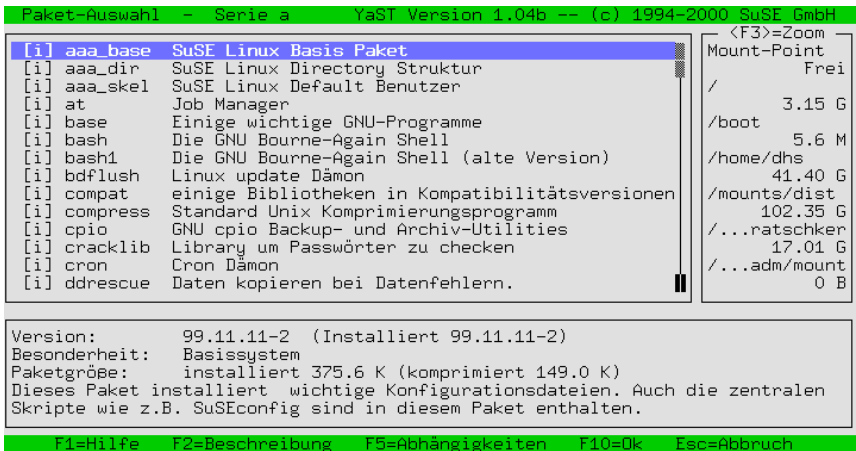 Paket-Auswahl - Serie a YaST Version 1.04b -- (c) 1994-2000 SuSE GmbH
[i] aaa_base SuSE Linux Basis Paket
[i] aaa_dir SuSE Linux Directory Struktur
[i] aaa_skel SuSE Linux Default Benutzer
[i] at Job Manager
[i] base Einige wichtige GNU-Programme
[i] bash Die GNU Bourne-Again Shell
[i] bash1 Die GNU Bourne-Again Shell (alte Version)
[i] bdflush Linux update Dämon
[i] compat einige Bibliotheken in Kompatibilitätsversionen
[i] compress Standard Unix Komprimierungsprogramm
[i] cpio GNU cpio Backup- und Archiv-Utilities
[i] cracklib Library um Passwörter zu checken
[i] cron Cron Dämon
[i] ddrescue Daten kopieren bei Datenfehlern.
<F3>=Zoom
Mount-Point
Frei
/
3.15 G
/boot
5.6 M
/home/dhs
41.40 G
/mounts/dist
102.35 G
/...ratschker
17.01 G
/...adm/mount
0 B
Version: 99.11.11-2 (Installiert 99.11.11-2)
Besonderheit: Basissystem
Paketgröße: installiert 375.6 K (komprimiert 149.0 K)
Dieses Paket installiert wichtige Konfigurationsdateien. Auch die zentralen
Skripte wie z.B. SuSEconfig sind in diesem Paket enthalten.
F1=Hilfe F2=Beschreibung F5=Abhängigkeiten F10=Ok Esc=Abbruch